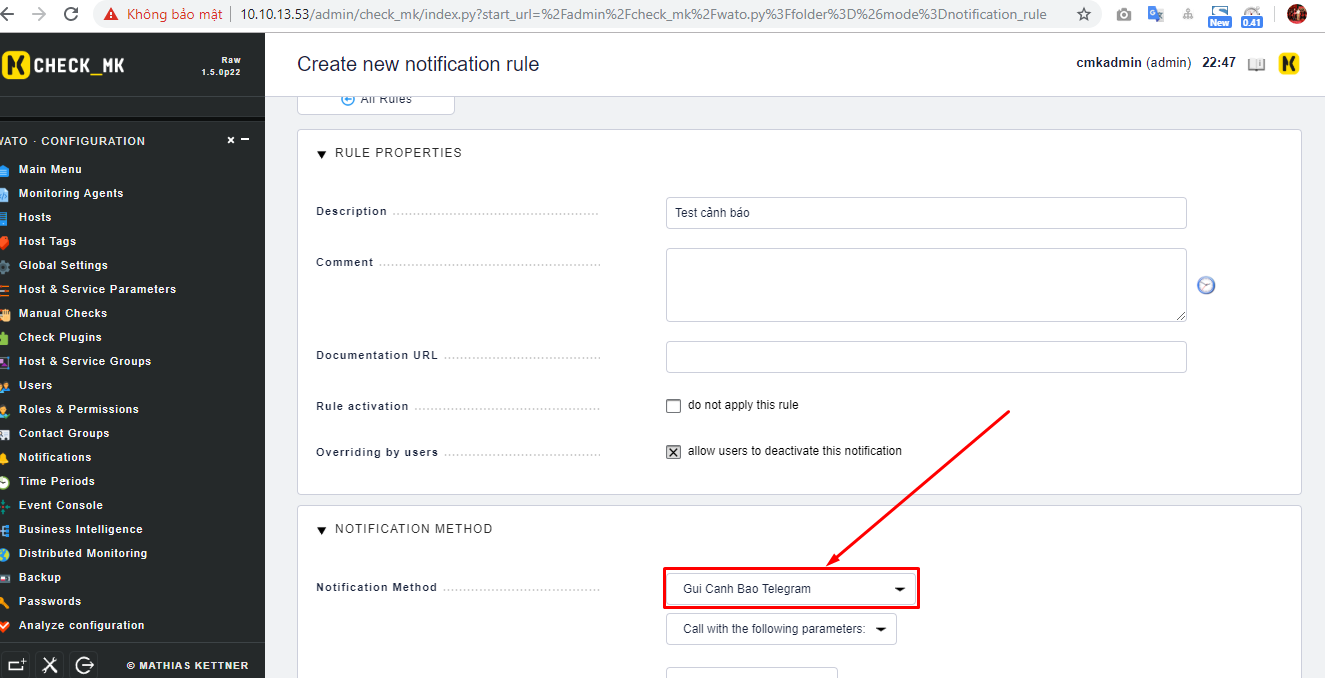 Không bảo mật | 10.10.13.53/admin/check_mk/index.py?start_url=%2Fadmin%2Fcheck_mk%2Fwato.py%3Ffolder%3D%26mode%3Dnotification_rule
New 0.41
CHECK_MK
Raw
1.5.0p22
Create new notification rule
cmkadmin (admin) 22:47
All Rules
WATO · CONFIGURATION
Main Menu
Monitoring Agents
Hosts
Host Tags
Global Settings
Host & Service Parameters
Manual Checks
Check Plugins
Host & Service Groups
Users
Roles & Permissions
Contact Groups
Notifications
Time Periods
Event Console
Business Intelligence
Distributed Monitoring
Backup
Passwords
Analyze configuration
© MATHIAS KETTNER
RULE PROPERTIES
Description
Test cảnh báo
Comment
Documentation URL
Rule activation
do not apply this rule
Overriding by users
allow users to deactivate this notification
NOTIFICATION METHOD
Notification Method
Gui Canh Bao Telegram
Call with the following parameters: